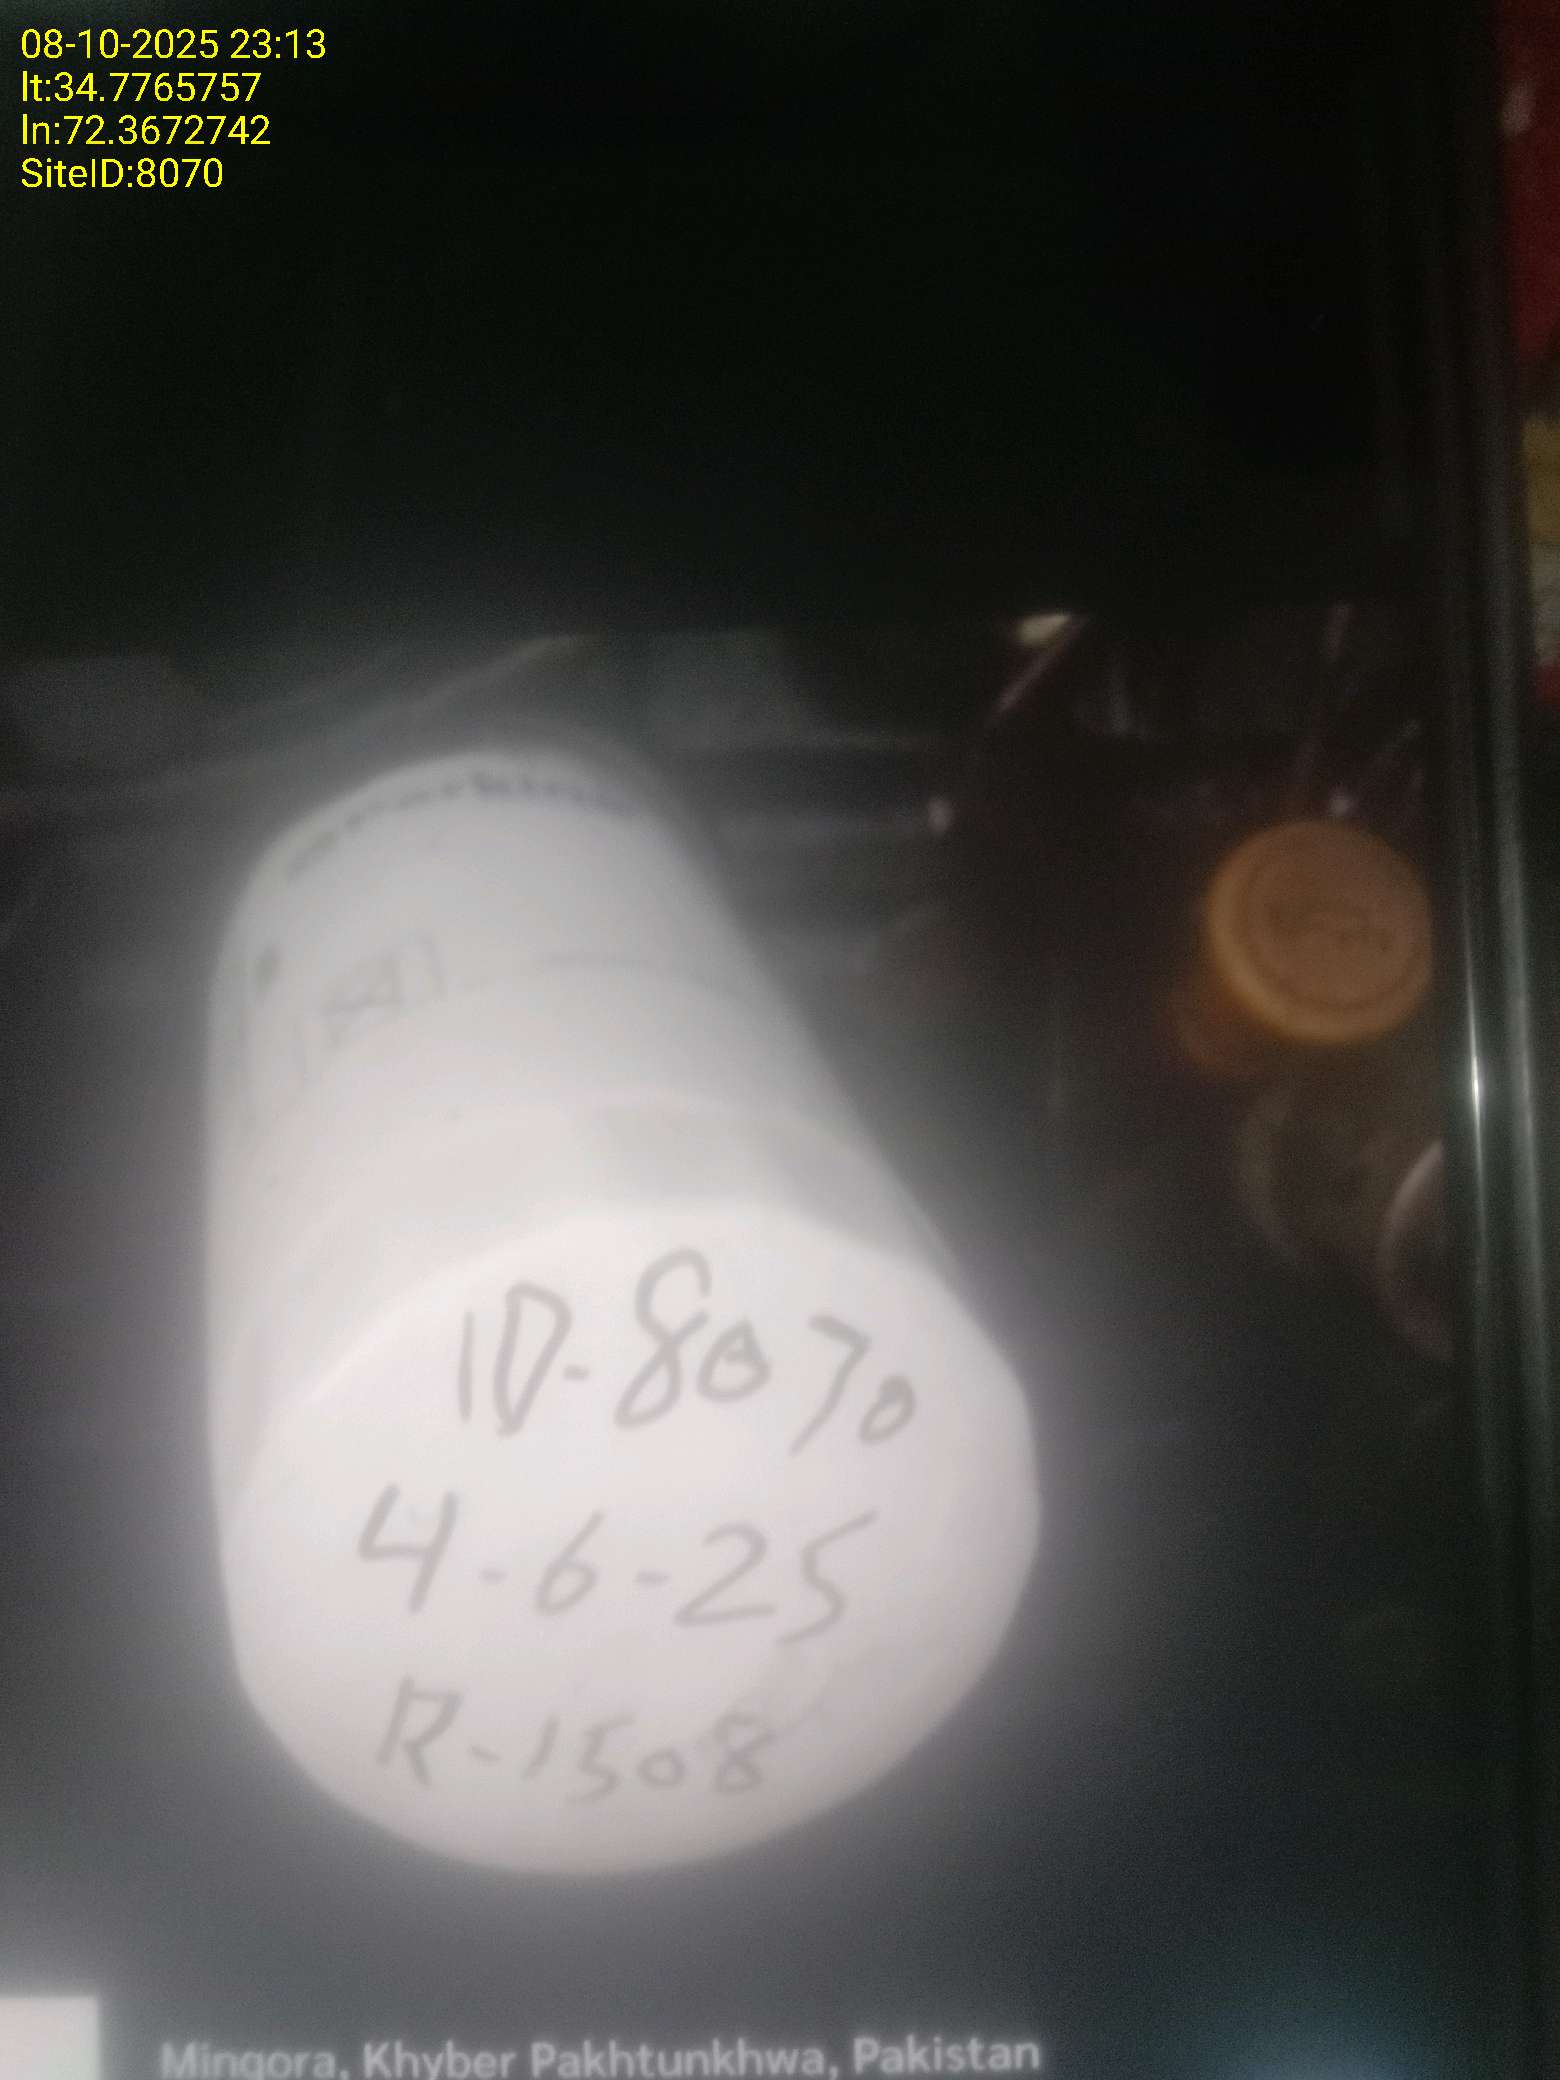 08-10-2025 23:13
lt:34.7765757
ln:72.3672742
SiteID:8070
ID-8070
4-6-25
R-1508
Mingora, Khyber Pakhtunkhwa, Pakistan